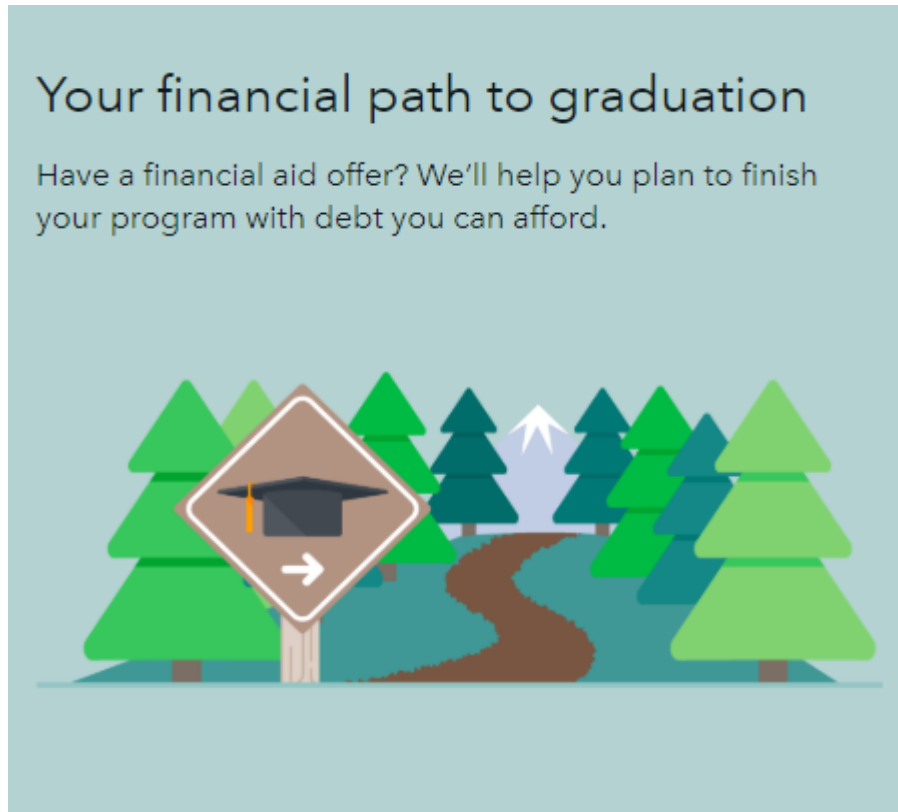 Your financial path to graduation
Have a financial aid offer? We’ll help you plan to finish
your program with debt you can afford.